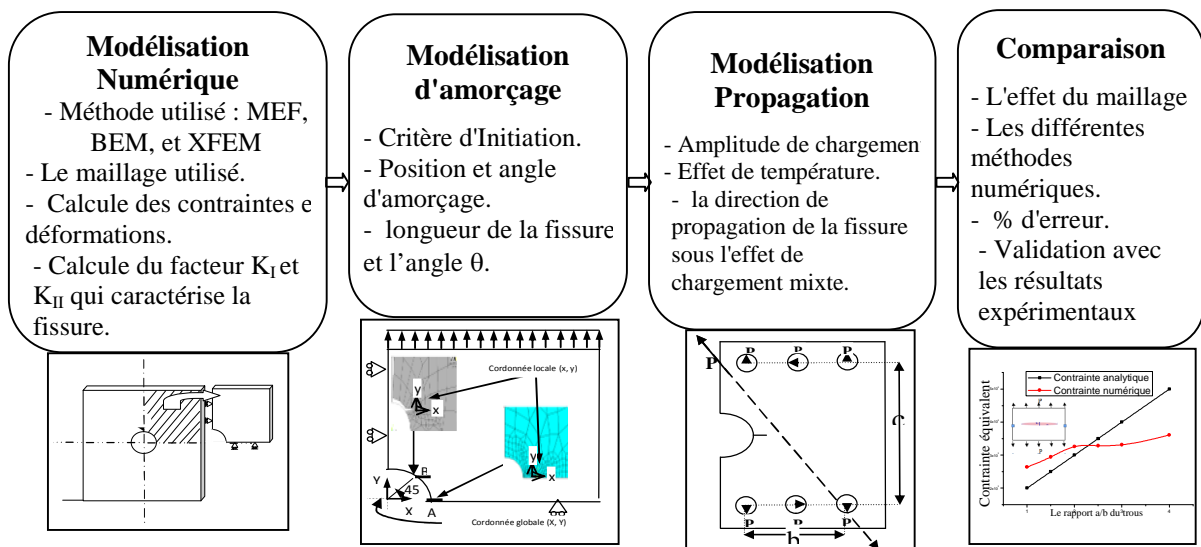 Modélisation
Numérique
- Méthode utilisé : MEF,
BEM, et XFEM
- Le maillage utilisé.
- Calcule des contraintes e
déformations.
- Calcule du facteur KI et
KII qui caractérise la
fissure.
Modélisation
d'amorçage
- Critère d'Initiation.
- Position et angle
d'amorçage.
- longueur de la fissure
et l’angle θ.
Modélisation
Propagation
- Amplitude de chargemen
- Effet de température.
- la direction de
propagation de la fissure
sous l'effet de
chargement mixte.
Comparaison
- L'effet du maillage
- Les différentes
méthodes
numériques.
- % d'erreur.
- Validation avec
les résultats
expérimentaux
Cordonnée locale (x, y)
y
x
y
x
B
45
Y
X
A
Cordonnée globale (X, Y)
P
P
P
P
C
P
P
P
b
Contrainte analytique
Contrainte numérique
Contrainte équivalent
Le rapport a/b du trous